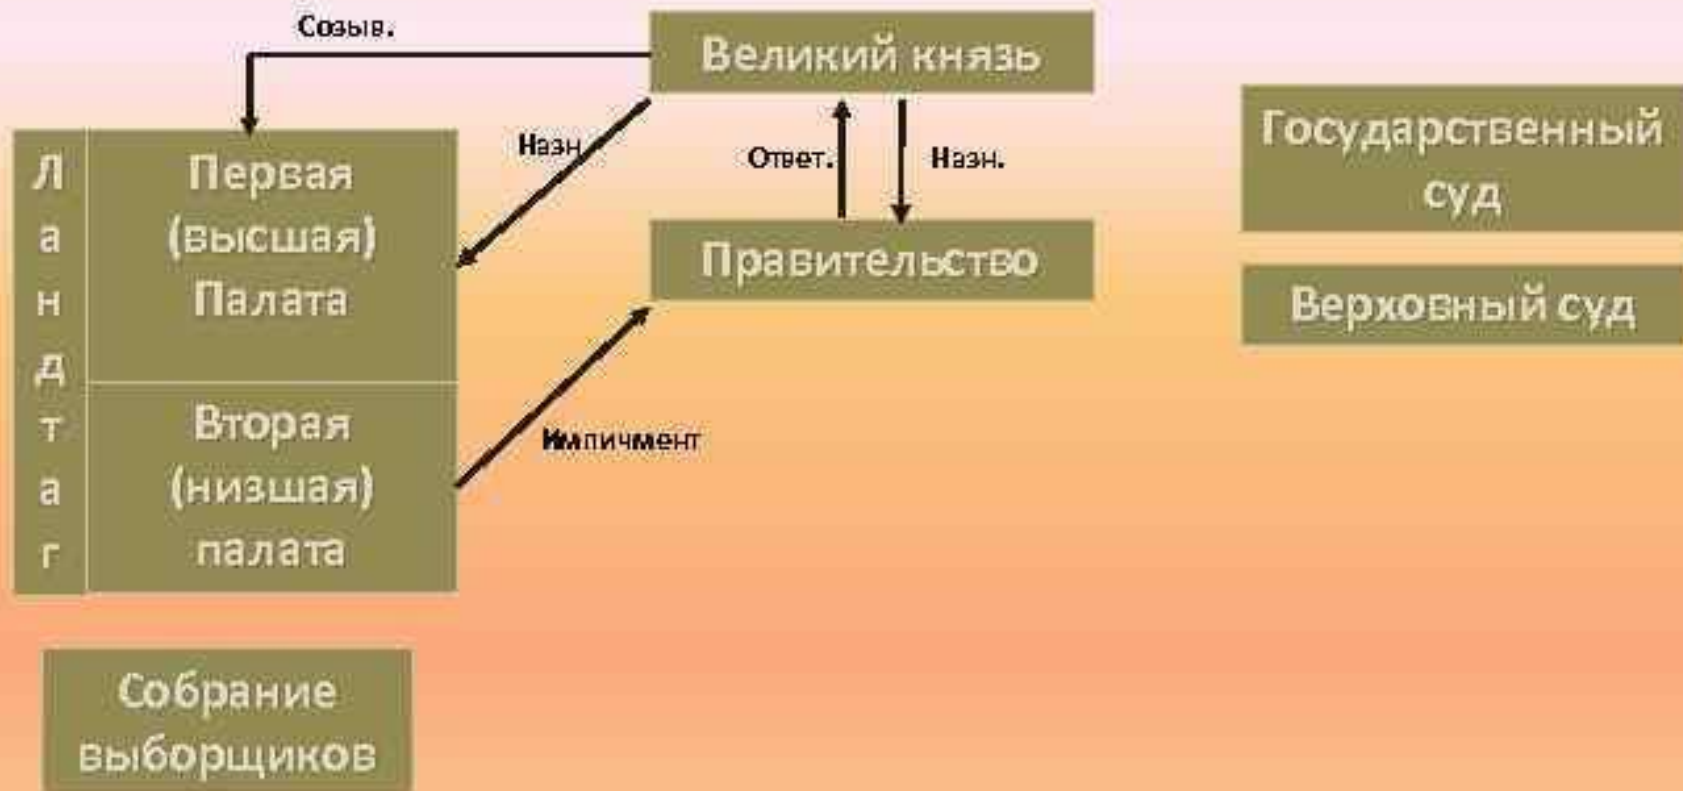 Созыв.
Великий князь
Назн
Ответ.
Назн.
Государственный
суд
Ландтаг
Первая
(высшая)
Палата
Правительство
Верховный суд
Вторая
(низшая)
палата
Импичмент
Собрание
выборщиков